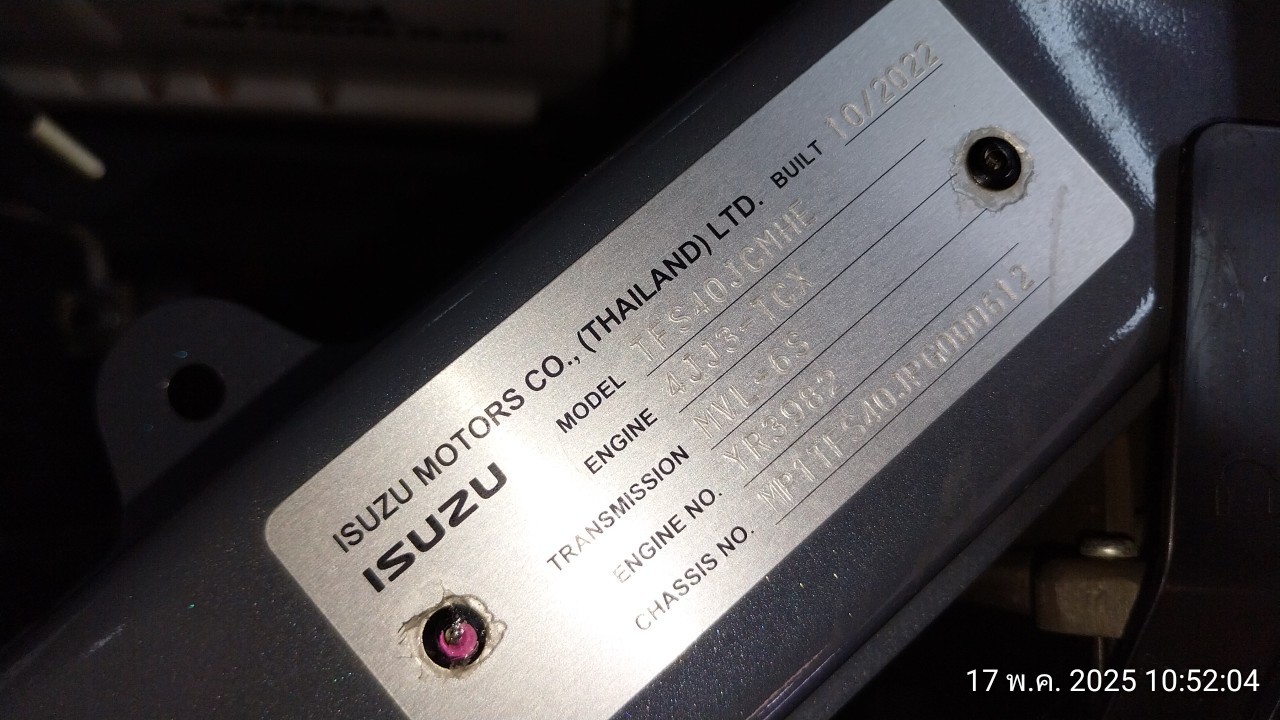 ISUZU MOTORS CO., (THAILAND) LTD. BUILT 10/2022
ISUZU
MODEL TFS40JCMHE
ENGINE 4JJ3-TCX
TRANSMISSION MVL-6S
ENGINE NO. YR3982
CHASSIS NO. MP1TFS40JPG000512
17 พ.ค. 2025 10:52:04